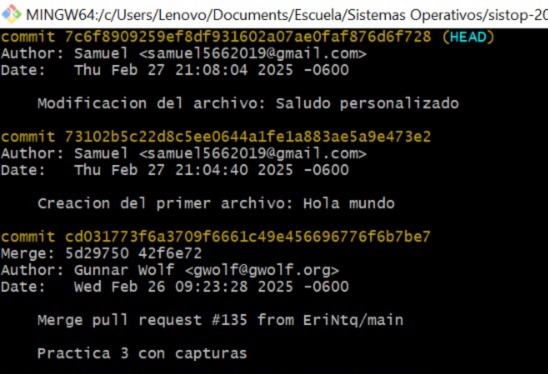 MINGW64:/c/Users/Lenovo/Documents/Escuela/Sistemas Operativos/sistop-20
commit 7c6f8909259ef8df931602a07ae0faf876d6f728 (HEAD)
Author: Samuel <samuel5662019@gmail.com>
Date:   Thu Feb 27 21:08:04 2025 -0600
Modificacion del archivo: Saludo personalizado
commit 73102b5c22d8c5ee0644a1fe1a883ae5a9e473e2
Author: Samuel <samuel5662019@gmail.com>
Date:   Thu Feb 27 21:04:40 2025 -0600
Creacion del primer archivo: Hola mundo
commit cd031773f6a3709f6661c49e456696776f6b7be7
Merge: 5d29750 42f6e72
Author: Gunnar Wolf <gwolf@gwolf.org>
Date:   Wed Feb 26 09:23:28 2025 -0600
Merge pull request #135 from EriNtq/main
Practica 3 con capturas